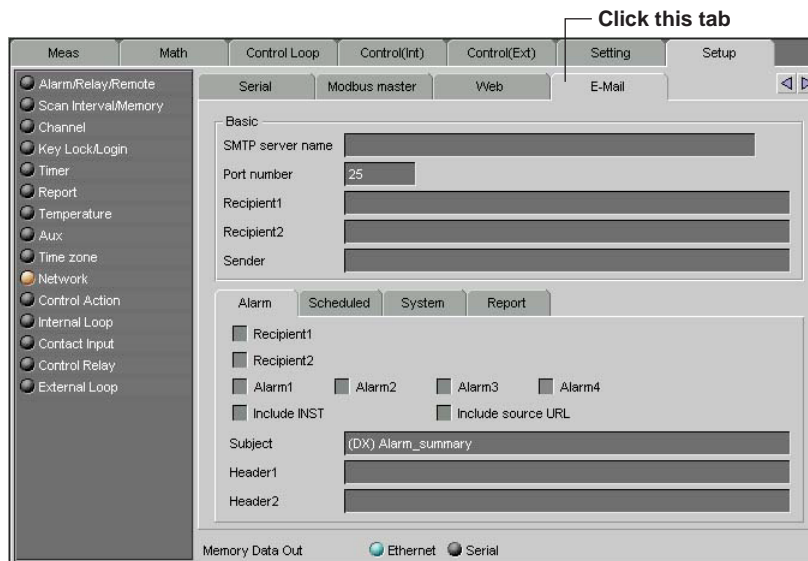 Click this tab
Meas Math Control Loop Control(Int) Control(Ext) Setting Setup
Alarm/Relay/Remote
Scan Interval/Memory
Channel
Key Lock/Login
Timer
Report
Temperature
Aux
Time zone
Network
Control Action
Internal Loop
Contact Input
Control Relay
External Loop
Serial Modbus master Web E-Mail
Basic
SMTP server name
Port number 25
Recipient1
Recipient2
Sender
Alarm Scheduled System Report
Recipient1
Recipient2
Alarm1 Alarm2 Alarm3 Alarm4
Include INST Include source URL
Subject (DX) Alarm_summary
Header1
Header2
Memory Data Out Ethernet Serial